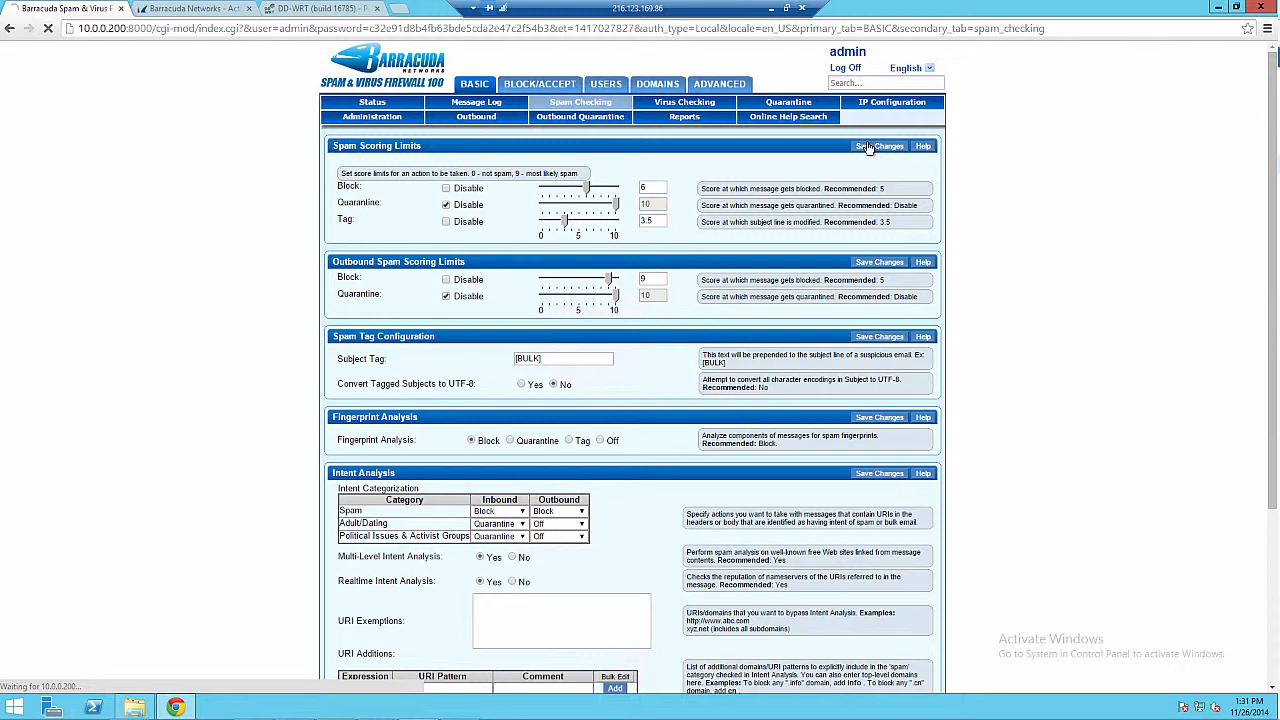 Barracuda Spam & Virus F
Barracuda Networks - Act
DD-WRT (build 16785) - I
216.123.169.86
10.0.0.200:8000/cgi-mod/index.cgi?&user=admin&password=c32e91d8b4fb63bde5cda2e47c2f54b3&et=1417027827&auth_type=Local&locale=en_US&primary_tab=BASIC&secondary_tab=spam_checking
BARRACUDA
NETWORKS
SPAM & VIRUS FIREWALL 100
admin
Log Off English
Search...
BASIC BLOCK/ACCEPT USERS DOMAINS ADVANCED
Status Message Log Spam Checking Virus Checking Quarantine IP Configuration
Administration Outbound Outbound Quarantine Reports Online Help Search
Spam Scoring Limits Save Changes Help
Set score limits for an action to be taken. 0 - not spam, 9 - most likely spam
Block: Disable 6 Score at which message gets blocked. Recommended: 5
Quarantine: Disable 10 Score at which message gets quarantined. Recommended: Disable
Tag: Disable 3.5 Score at which subject line is modified. Recommended: 3.5
0 5 10
Outbound Spam Scoring Limits Save Changes Help
Block: Disable 9 Score at which message gets blocked. Recommended: 5
Quarantine: Disable 10 Score at which message gets quarantined. Recommended: Disable
0 5 10
Spam Tag Configuration Save Changes Help
Subject Tag: [BULK] This text will be prepended to the subject line of a suspicious email. Ex:
[BULK]
Convert Tagged Subjects to UTF-8: Yes No Attempt to convert all character encodings in Subject to UTF-8.
Recommended: No
Fingerprint Analysis Save Changes Help
Fingerprint Analysis: Block Quarantine Tag Off Analyze components of messages for spam fingerprints.
Recommended: Block.
Intent Analysis Save Changes Help
Intent Categorization
Category Inbound Outbound
Spam Block Block
Adult/Dating Quarantine Off
Political Issues & Activist Groups Quarantine Off
Specify actions you want to take with messages that contain URIs in the
headers or body that are identified as having intent of spam or bulk email.
Multi-Level Intent Analysis: Yes No Perform spam analysis on well-known free Web sites linked from message
contents. Recommended: Yes
Realtime Intent Analysis: Yes No Checks the reputation of nameservers of the URIs referred to in the
message. Recommended: Yes
URI Exemptions:
URIs/domains that you want to bypass Intent Analysis. Examples:
http://www.abc.com
xyz.net (includes all subdomains)
URI Additions:
Expression URI Pattern Comment Bulk Edit
Add
List of additional domains/URI patterns to explicitly include in the 'spam'
category checked in Intent Analysis. You can also enter top-level domains
here. Examples: To block any ".info" domain, add info . To block any ".cn"
domain, add cn .
Activate Windows
Go to System in Control Panel to activate Windows.
Waiting for 10.0.0.200...
1:31 PM
11/26/2014